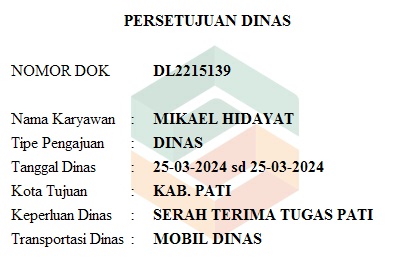 PERSETUJUAN DINAS
NOMOR DOK DL2215139
Nama Karyawan : MIKAEL HIDAYAT
Tipe Pengajuan : DINAS
Tanggal Dinas : 25-03-2024 sd 25-03-2024
Kota Tujuan : KAB. PATI
Keperluan Dinas : SERAH TERIMA TUGAS PATI
Transportasi Dinas : MOBIL DINAS